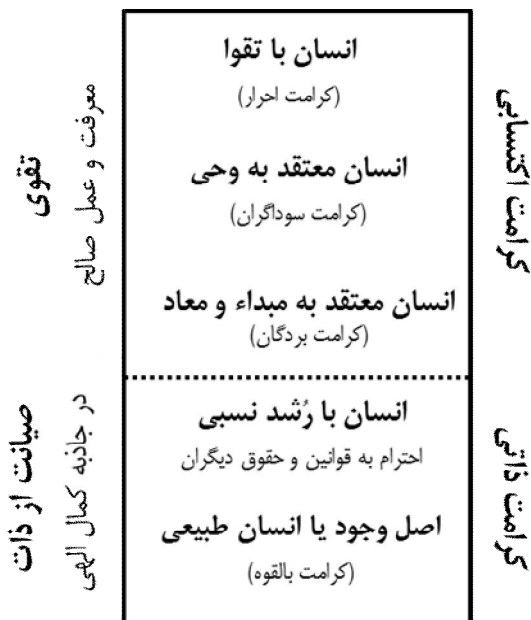 کرامت اکتسابی
انسان با تقوا
(کرامت احرار)
انسان معتقد به وحی
(کرامت سوداگران)
انسان معتقد به مبداء و معاد
(کرامت بردگان)
تقوی
معرفت و عمل صالح
کرامت ذاتی
انسان با رُشد نسبی
احترام به قوانین و حقوق دیگران
اصل وجود یا انسان طبیعی
(کرامت بالقوه)
صیانت از ذات
در جاذبه کمال الهی